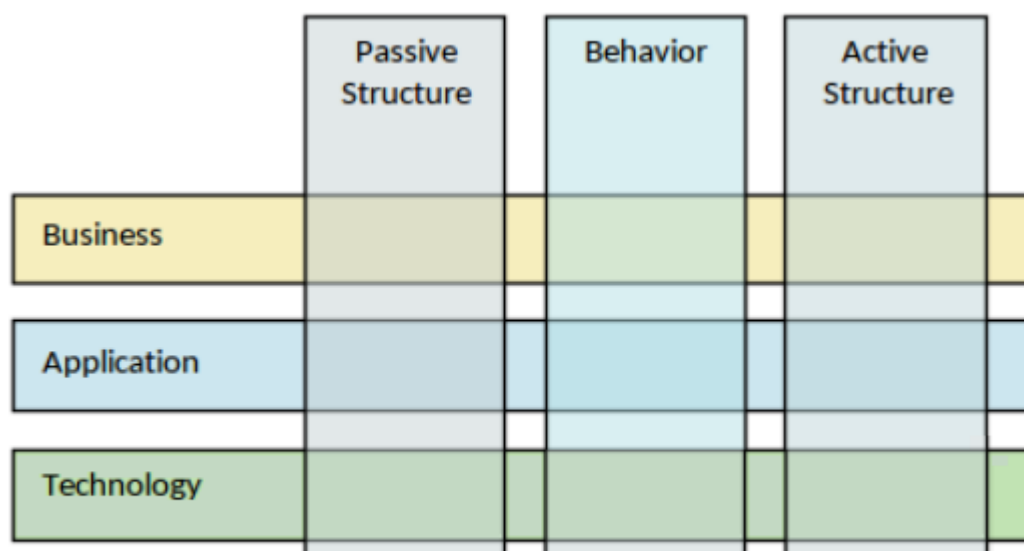 Passive
Structure
Behavior
Active
Structure
Business
Application
Technology